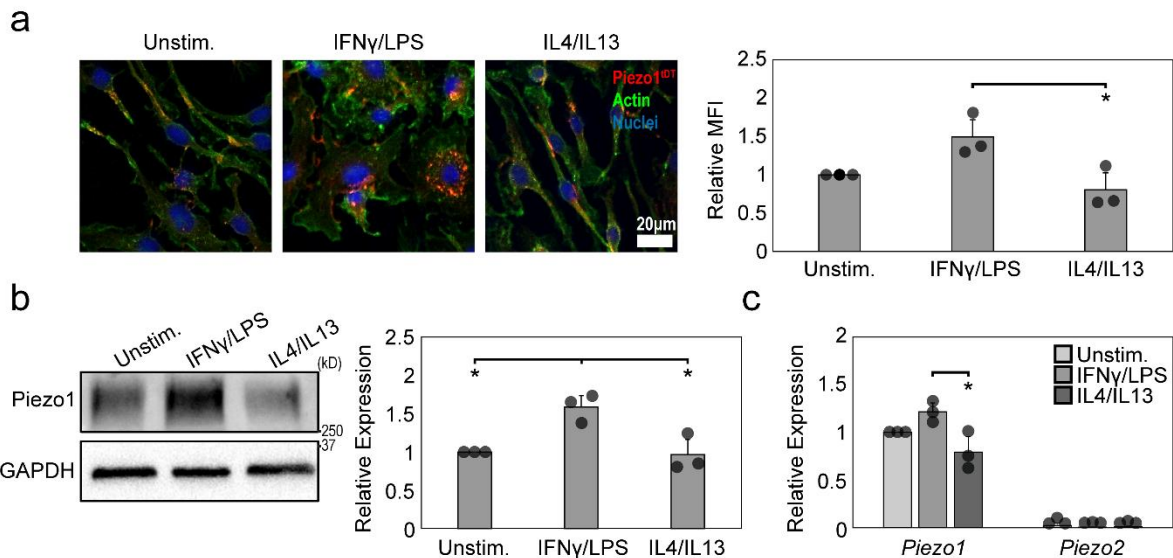 a
Unstim.
IFNγ/LPS
IL4/IL13
Piezo1tDT
Actin
Nuclei
20μm
Relative MFI
2.5
2
1.5
1
0.5
0
*
Unstim.
IFNγ/LPS
IL4/IL13
b
Unstim.
IFNγ/LPS
IL4/IL13
(kD)
Piezo1
250
37
GAPDH
Relative Expression
2.5
2
1.5
1
0.5
0
*
*
Unstim.
IFNγ/LPS
IL4/IL13
c
Relative Expression
2
1.5
1
0.5
0
*
Unstim.
IFNγ/LPS
IL4/IL13
Piezo1
Piezo2